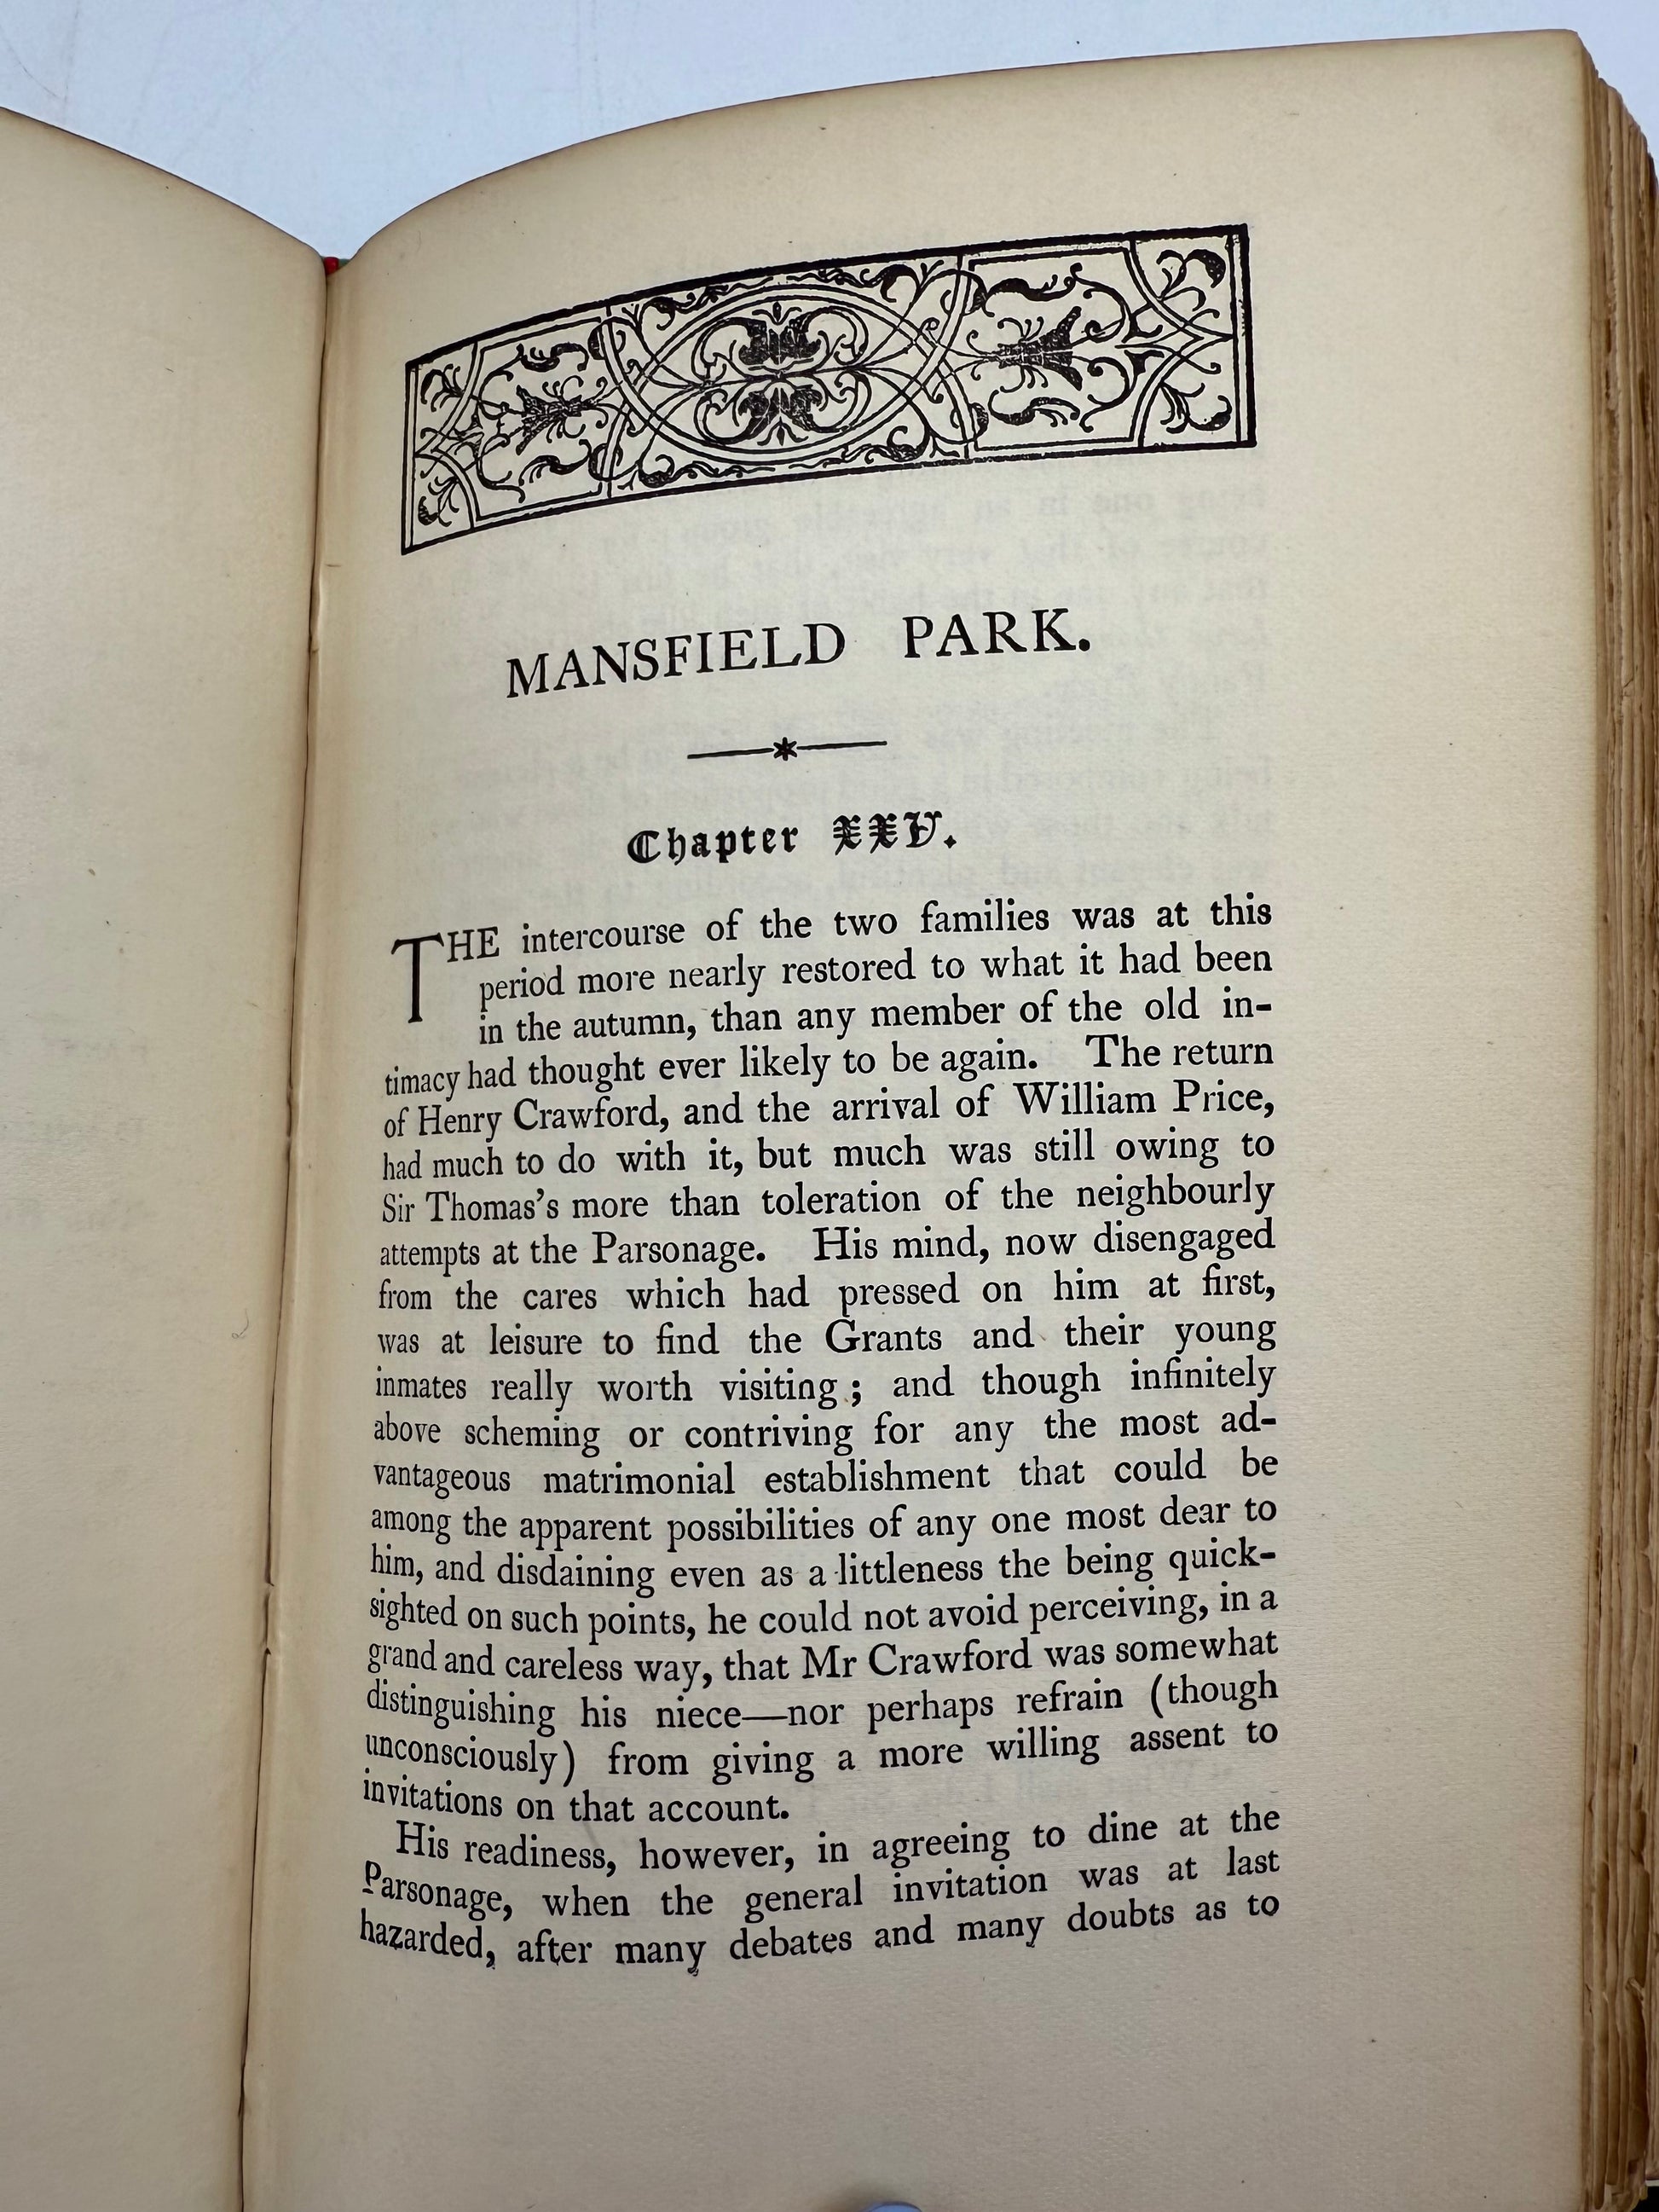 MANSFIELD PARK.
Chapter XXV.
THE intercourse of the two families was at this
period more nearly restored to what it had been
in the autumn, than any member of the old in-
timacy had thought ever likely to be again. The return
of Henry Crawford, and the arrival of William Price,
had much to do with it, but much was still owing to
Sir Thomas's more than toleration of the neighbourly
attempts at the Parsonage. His mind, now disengaged
from the cares which had pressed on him at first,
was at leisure to find the Grants and their young
inmates really worth visiting; and though infinitely
above scheming or contriving for any the most ad-
vantageous matrimonial establishment that could be
among the apparent possibilities of any one most dear to
him, and disdaining even as a littleness the being quick-
sighted on such points, he could not avoid perceiving, in a
grand and careless way, that Mr Crawford was somewhat
distinguishing his niece—nor perhaps refrain (though
unconsciously) from giving a more willing assent to
invitations on that account.
His readiness, however, in agreeing to dine at the
Parsonage, when the general invitation was at last
hazarded, after many debates and many doubts as to